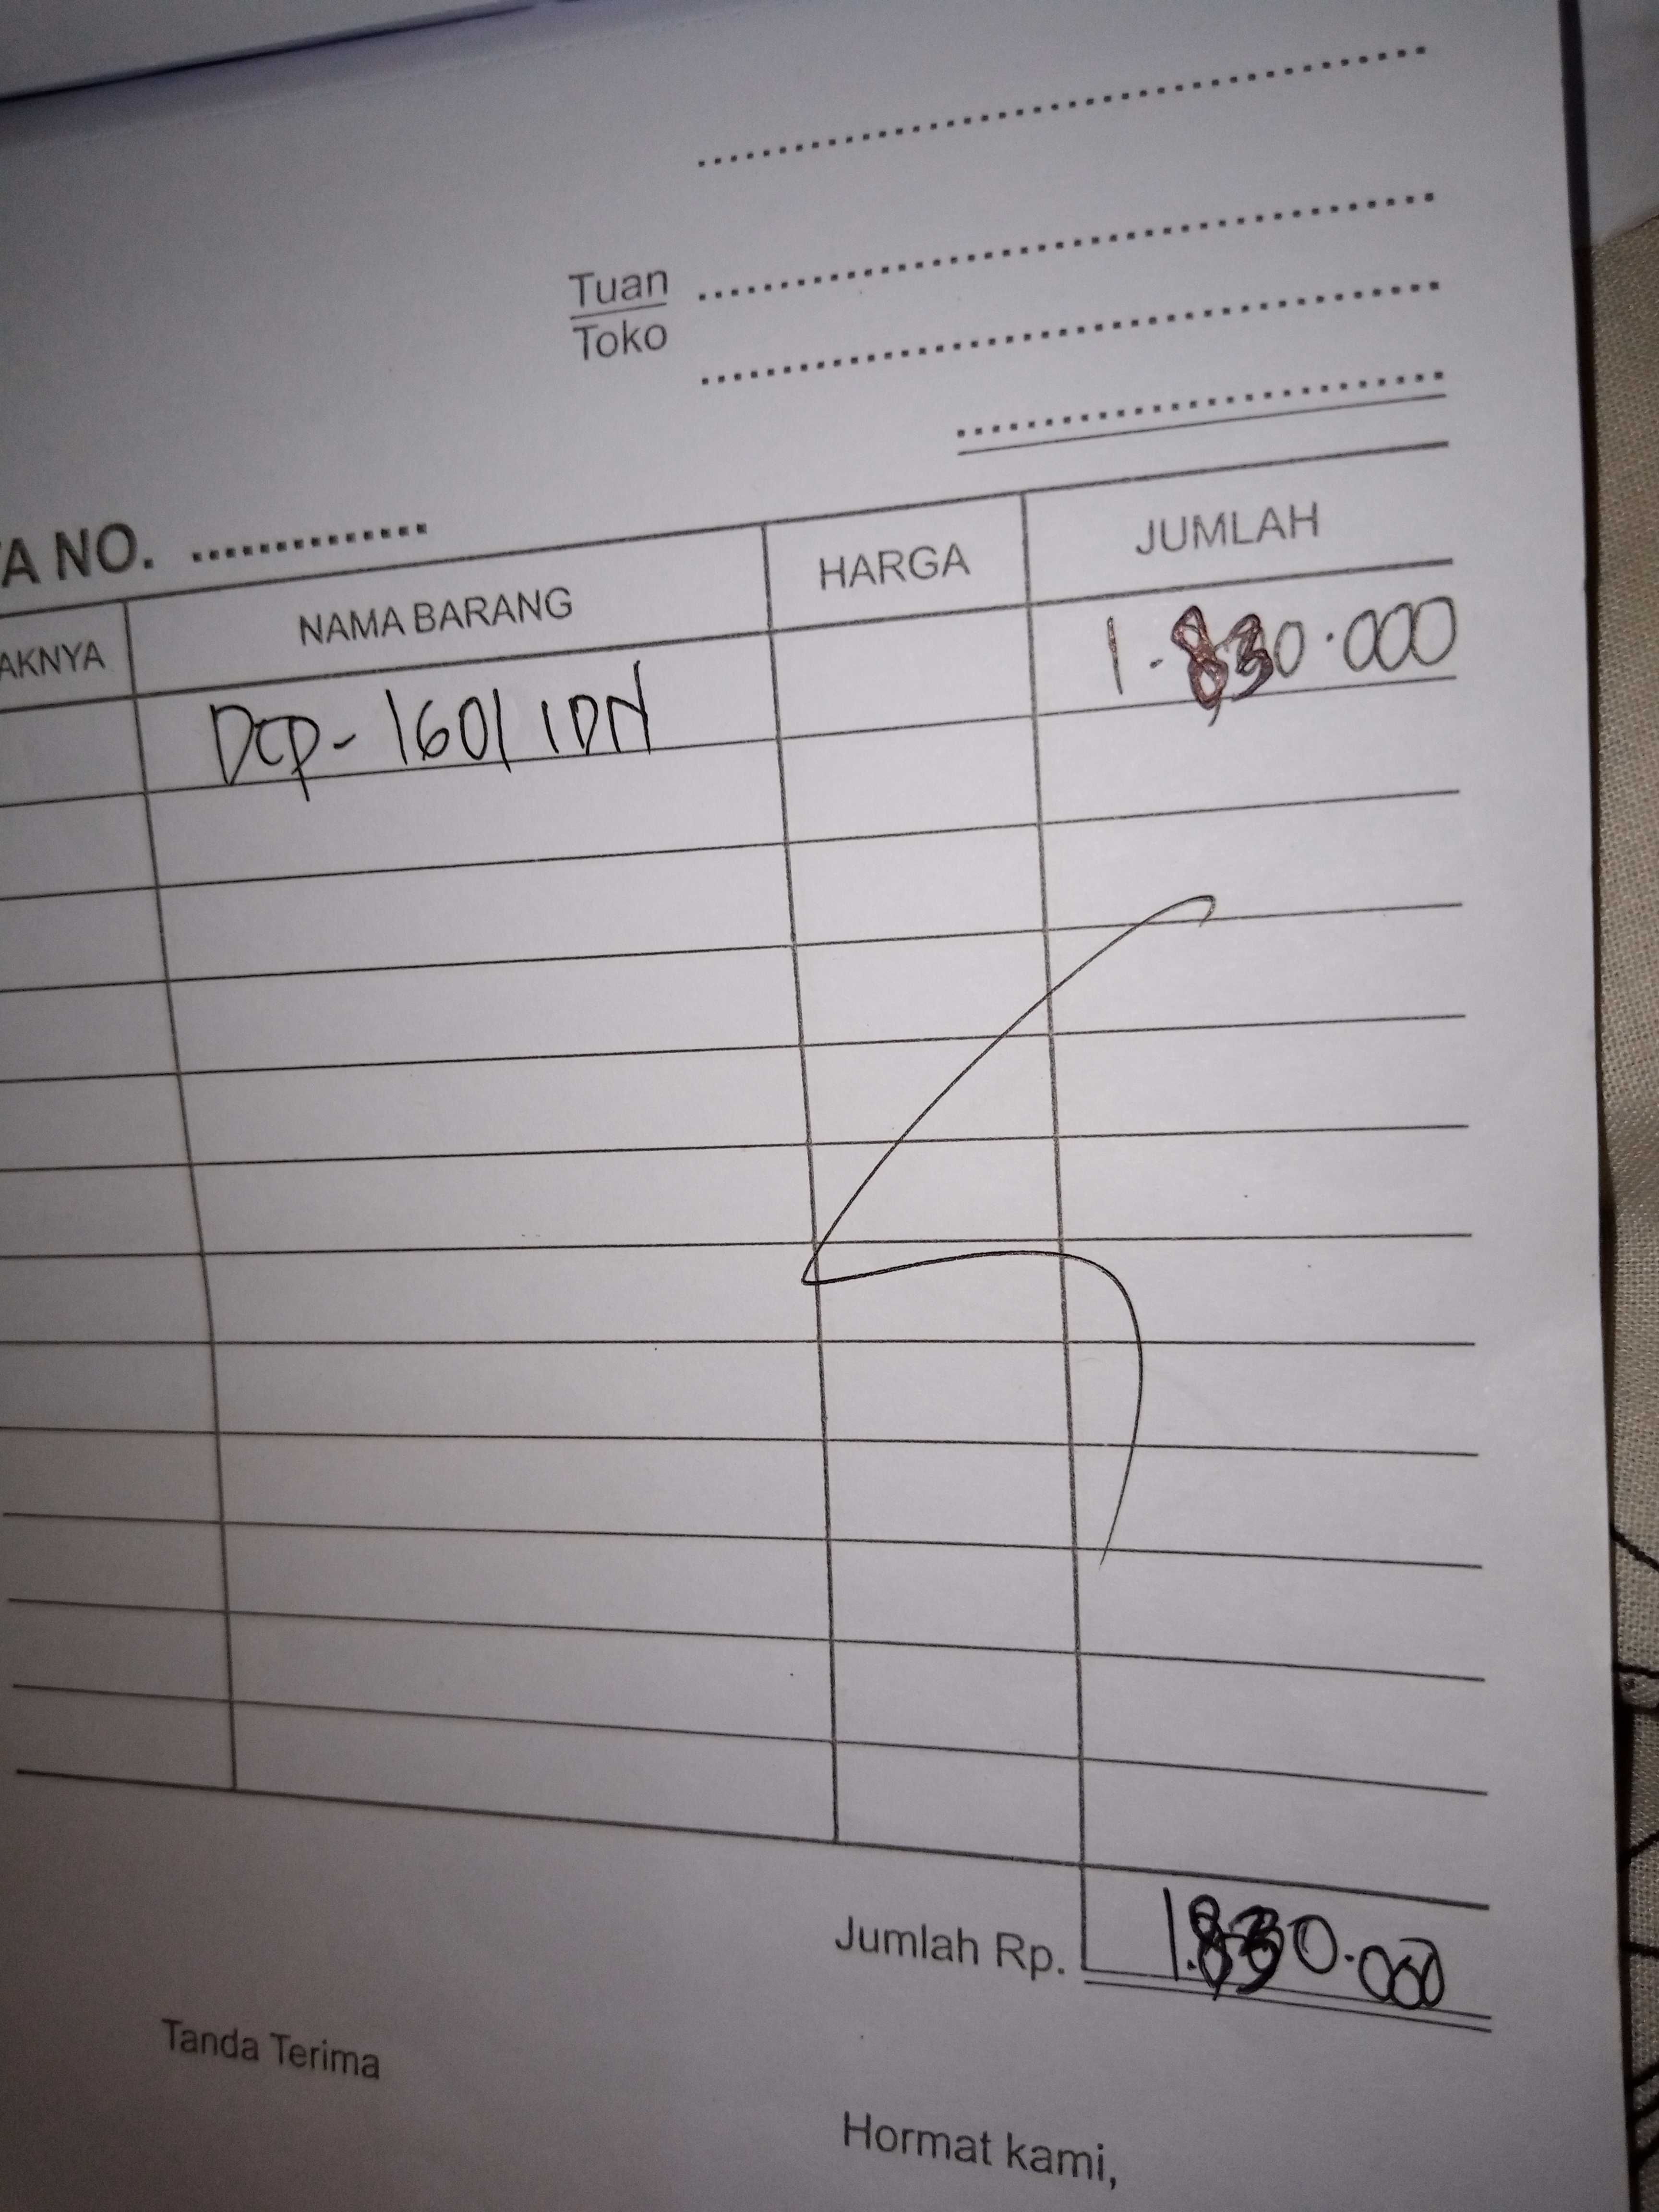 Tuan
Toko
A NO. ...............
AKNYA NAMA BARANG HARGA JUMLAH
DCP-1601 IDN 1.830.000
Jumlah Rp. 1.830.000
Tanda Terima
Hormat kami,